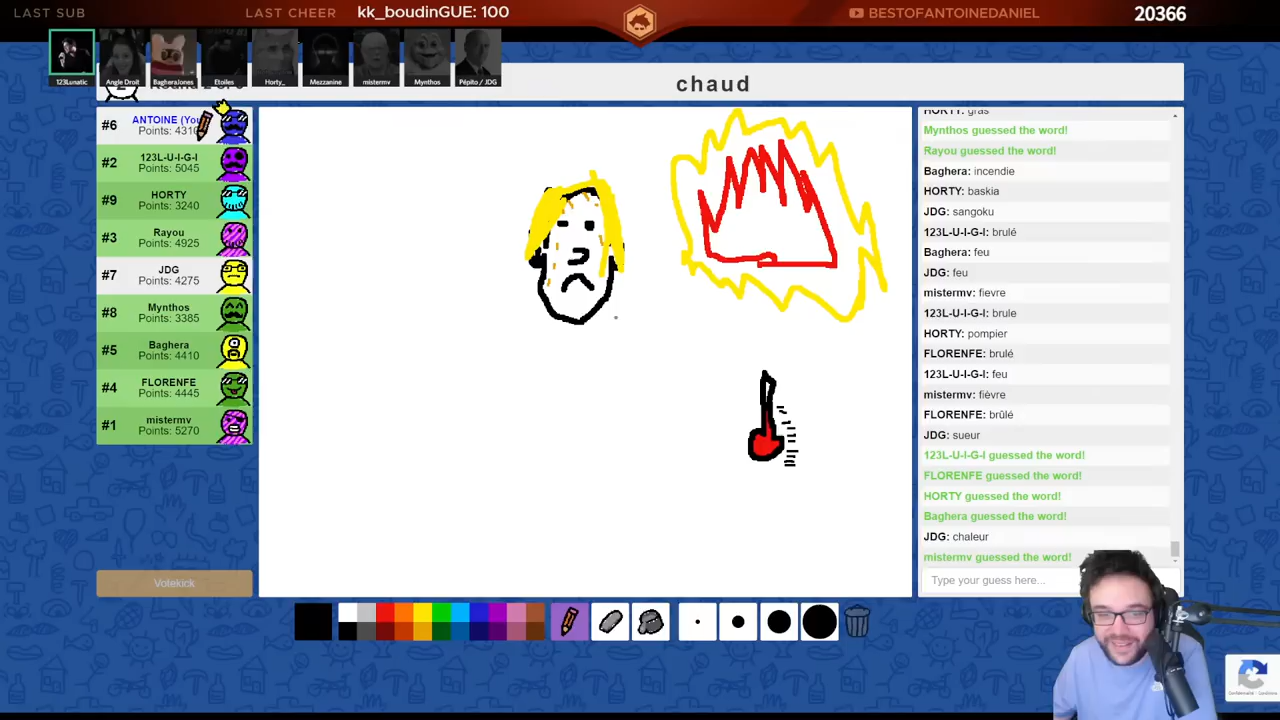 LAST SUB
LAST CHEER
kk_boudinGUE: 100
BESTOFANTOINEDANIEL
20366
123Lunatic
Angle Droit
BagheraJones
Etoiles
Horty_
Mezzanine
mistermv
Mynthos
Pépito / JDG
chaud
#6
ANTOINE (You
Points: 4310
#2
123L-U-I-G-I
Points: 5045
#9
HORTY
Points: 3240
#3
Rayou
Points: 4925
#7
JDG
Points: 4275
#8
Mynthos
Points: 3385
#5
Baghera
Points: 4410
#4
FLORENFE
Points: 4445
#1
mistermv
Points: 5270
Votekick
HORTY: gras
Mynthos guessed the word!
Rayou guessed the word!
Baghera: incendie
HORTY: baskia
JDG: sangoku
123L-U-I-G-I: brulé
Baghera: feu
JDG: feu
mistermv: fievre
123L-U-I-G-I: brule
HORTY: pompier
FLORENFE: brulé
123L-U-I-G-I: feu
mistermv: fièvre
FLORENFE: brûlé
JDG: sueur
123L-U-I-G-I guessed the word!
FLORENFE guessed the word!
HORTY guessed the word!
Baghera guessed the word!
JDG: chaleur
mistermv guessed the word!
Type your guess here...